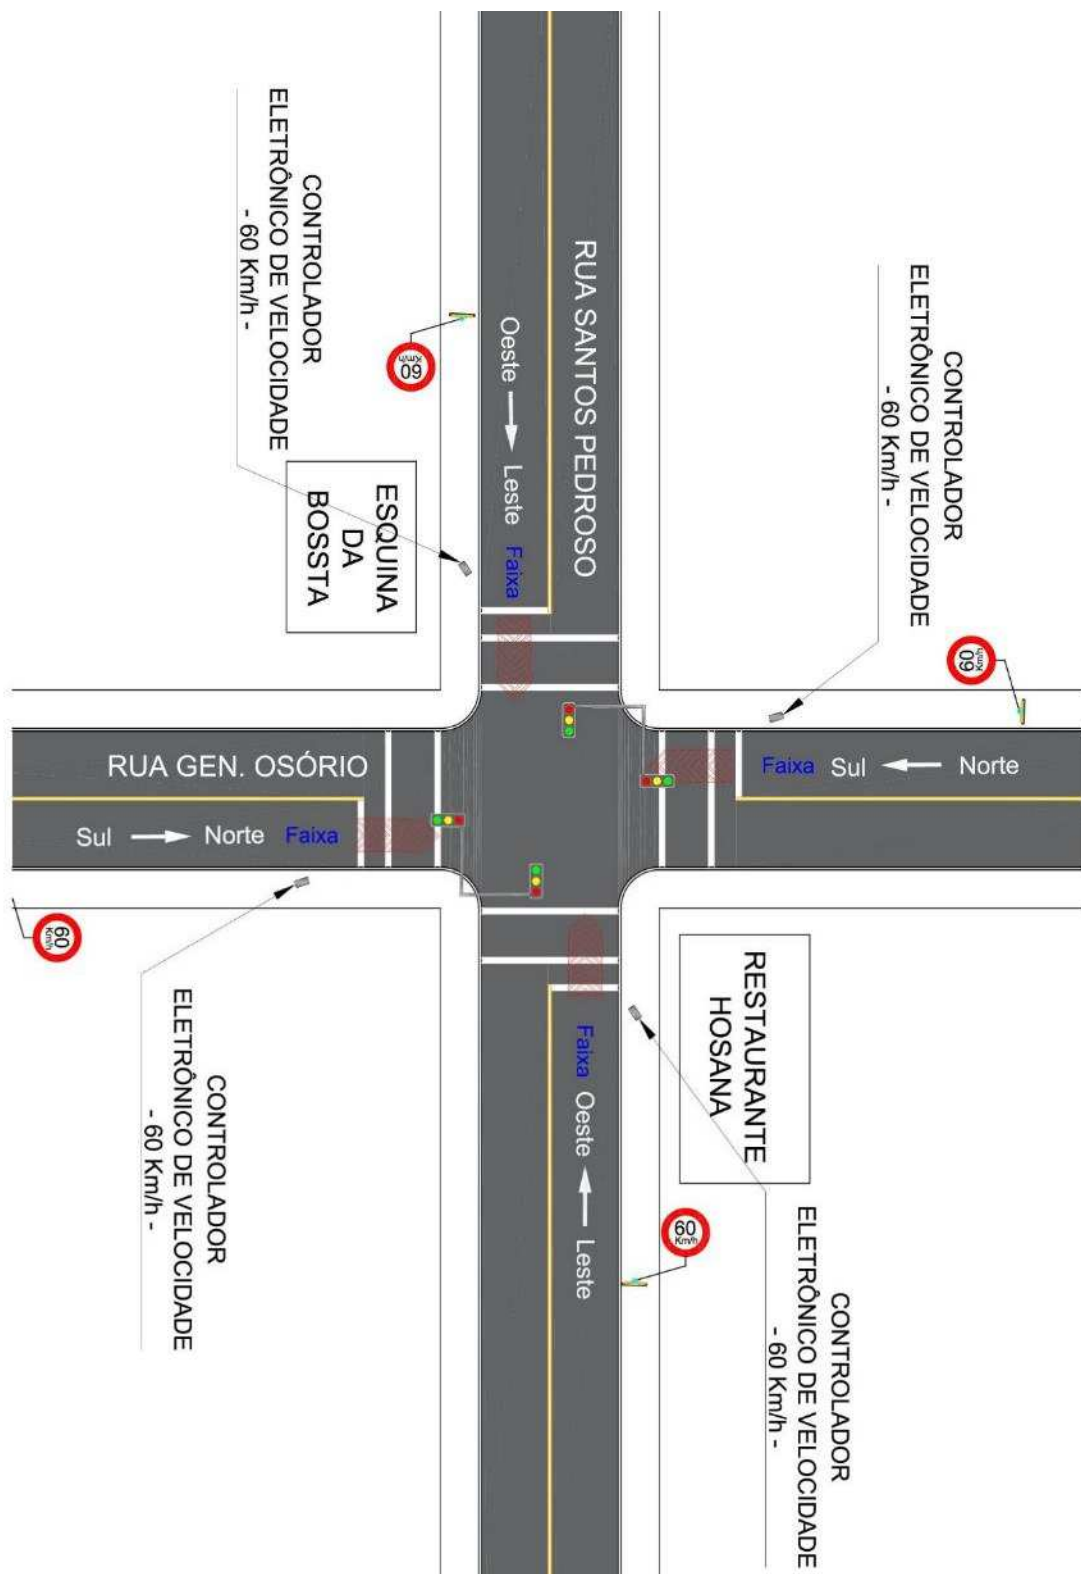 CONTROLADOR
ELETRÔNICO DE VELOCIDADE
- 60 Km/h -
60
Km/h
ESQUINA
DA
BOSSTA
Oeste Leste Faixa
RUA SANTOS PEDROSO
CONTROLADOR
ELETRÔNICO DE VELOCIDADE
- 60 Km/h -
60
Km/h
RUA GEN. OSÓRIO
Faixa Sul Norte
Sul Norte Faixa
60
Km/h
CONTROLADOR
ELETRÔNICO DE VELOCIDADE
- 60 Km/h -
RESTAURANTE
HOSANA
Faixa Oeste Leste
60
Km/h
CONTROLADOR
ELETRÔNICO DE VELOCIDADE
- 60 Km/h -